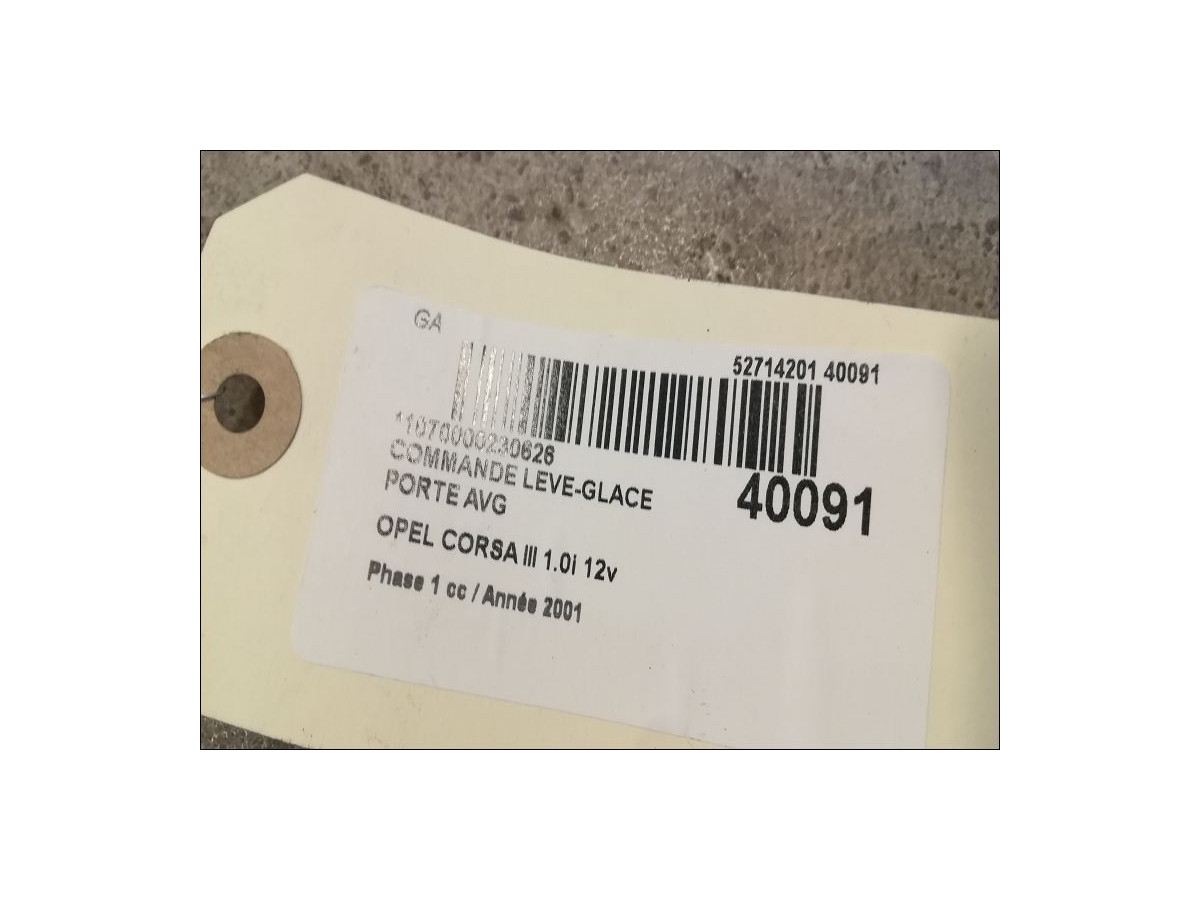 GA
52714201 40091
*11070000230626
COMMANDE LEVE-GLACE
40091
PORTE AVG
OPEL CORSA III 1.0i 12v
Phase 1 cc / Année 2001